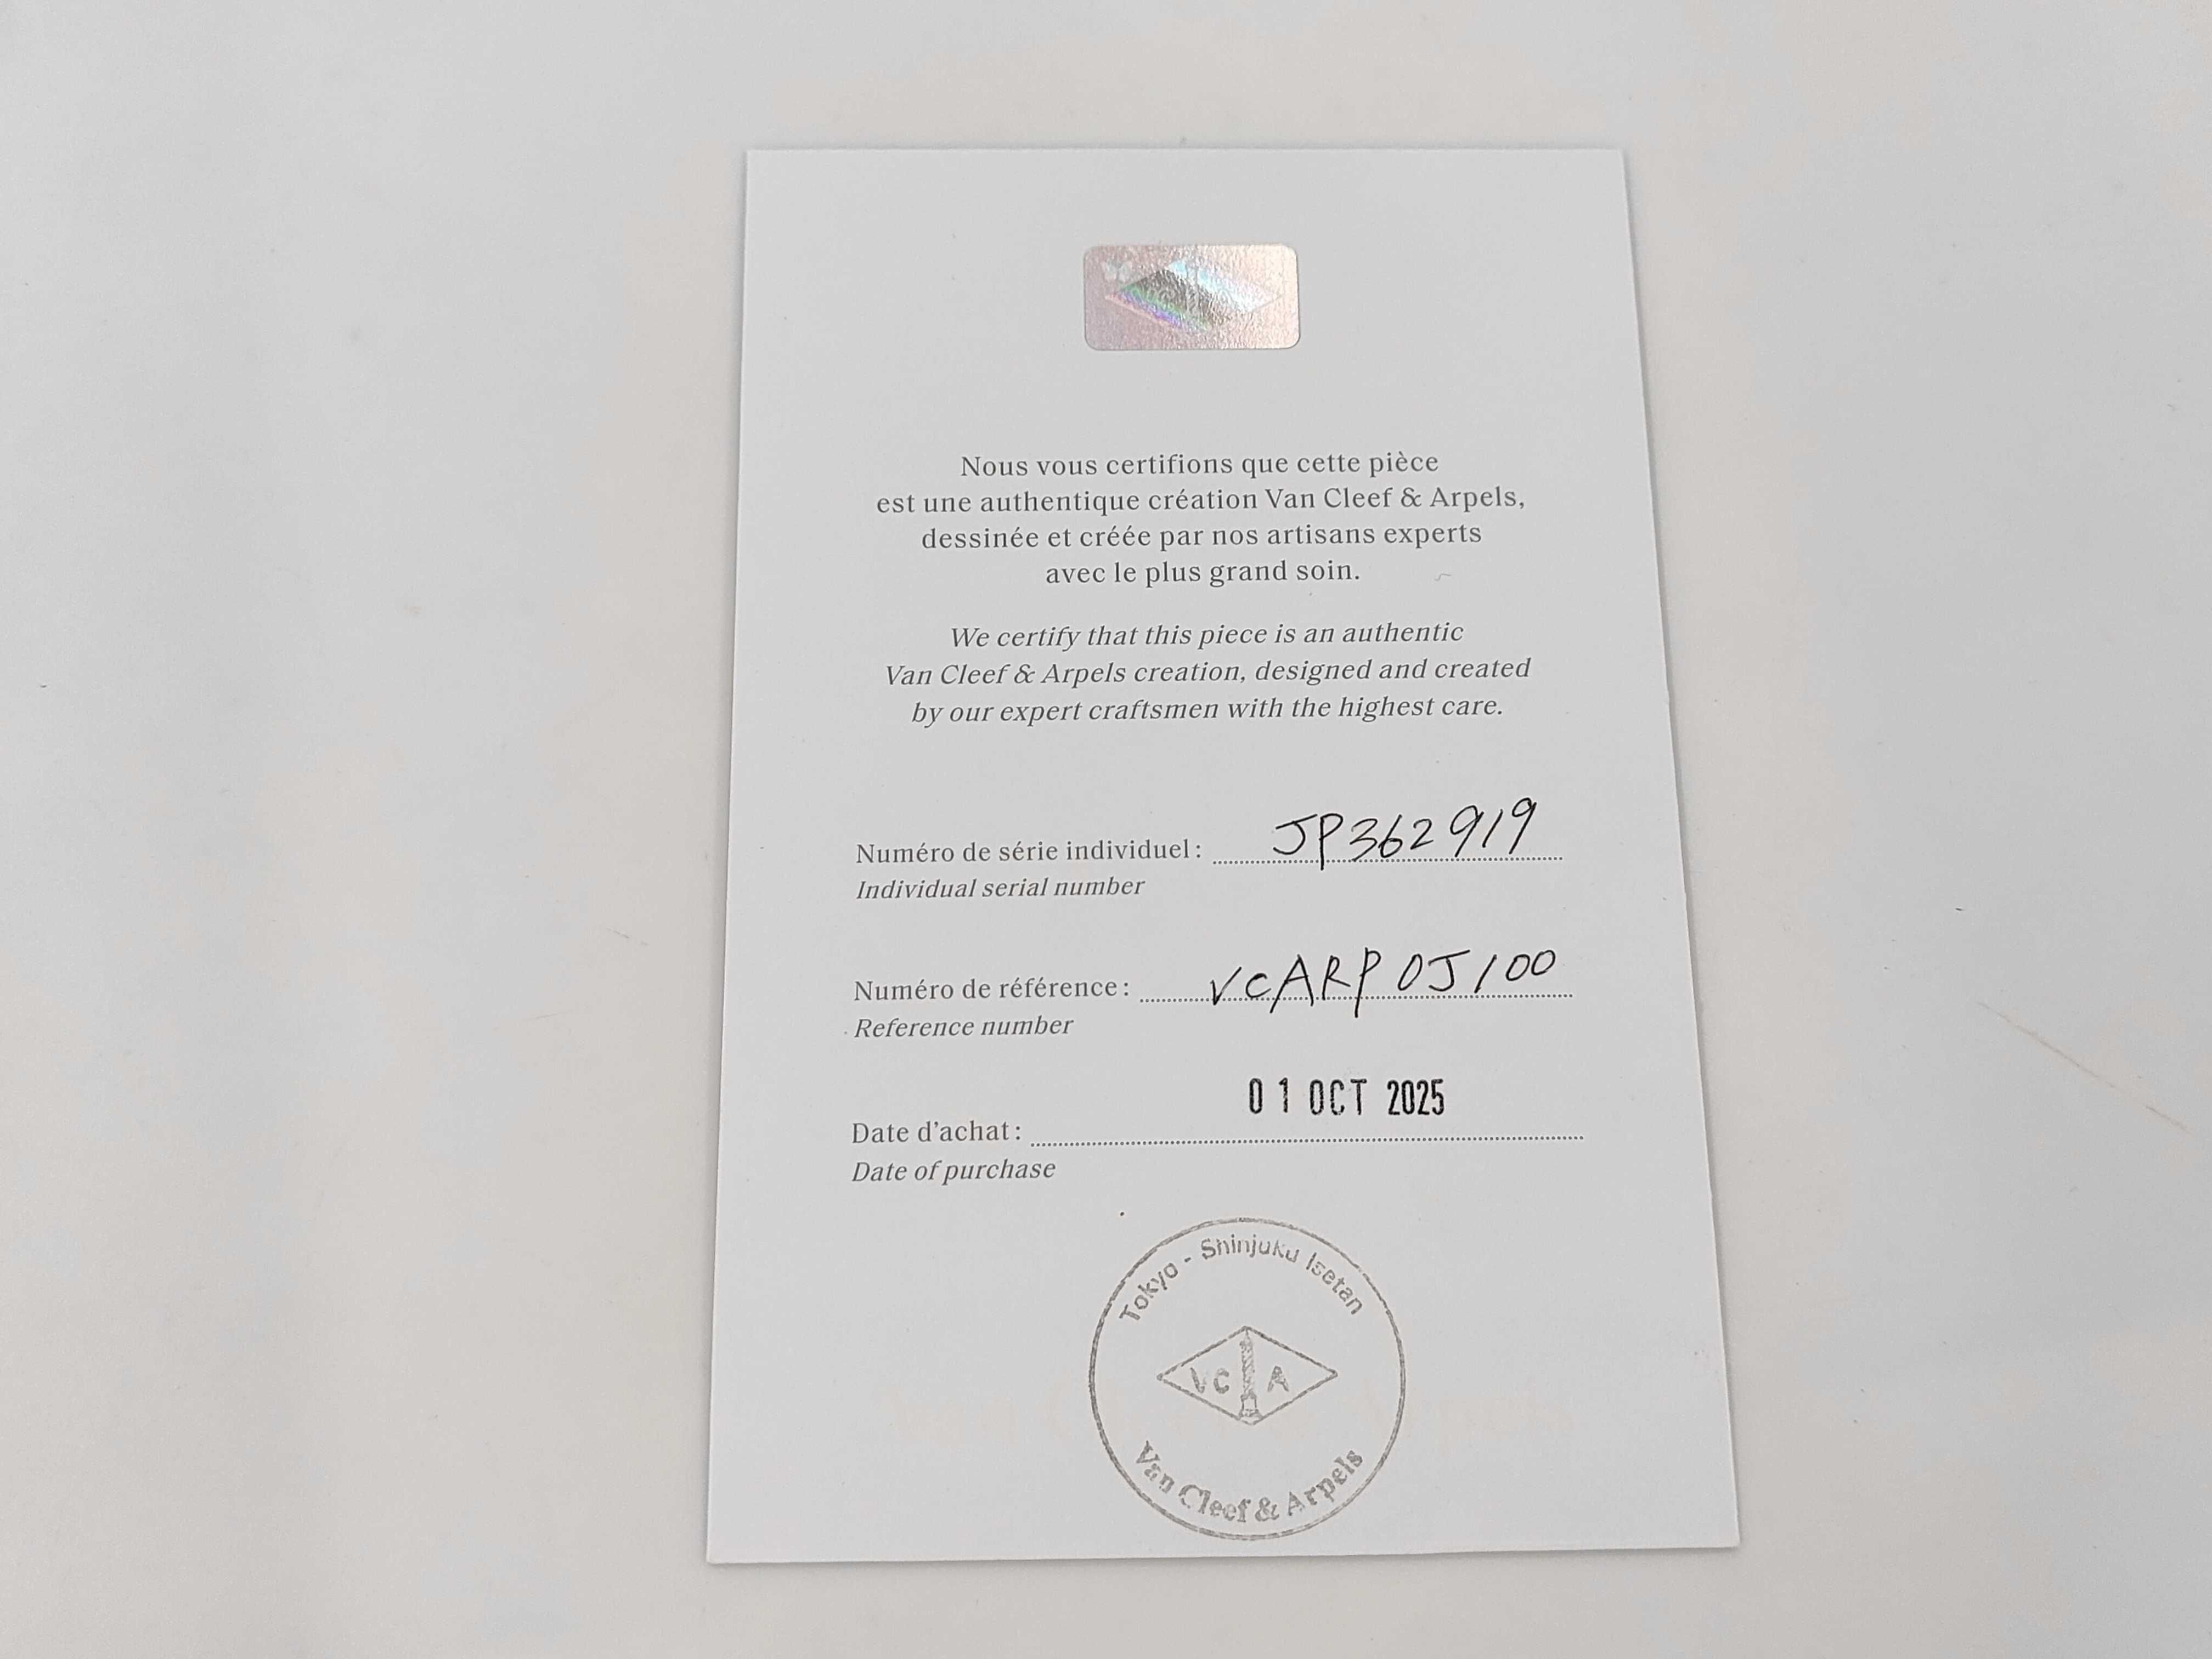 Nous vous certifions que cette pièce
est une authentique création Van Cleef & Arpels,
dessinée et créée par nos artisans experts
avec le plus grand soin.
We certify that this piece is an authentic
Van Cleef & Arpels creation, designed and created
by our expert craftsmen with the highest care.
Numéro de série individuel : JP362919
Individual serial number
Numéro de référence : VCARP0J100
Reference number
01 OCT 2025
Date d'achat :
Date of purchase
Tokyo - Shinjuku Isetan
VC A
Van Cleef & Arpels